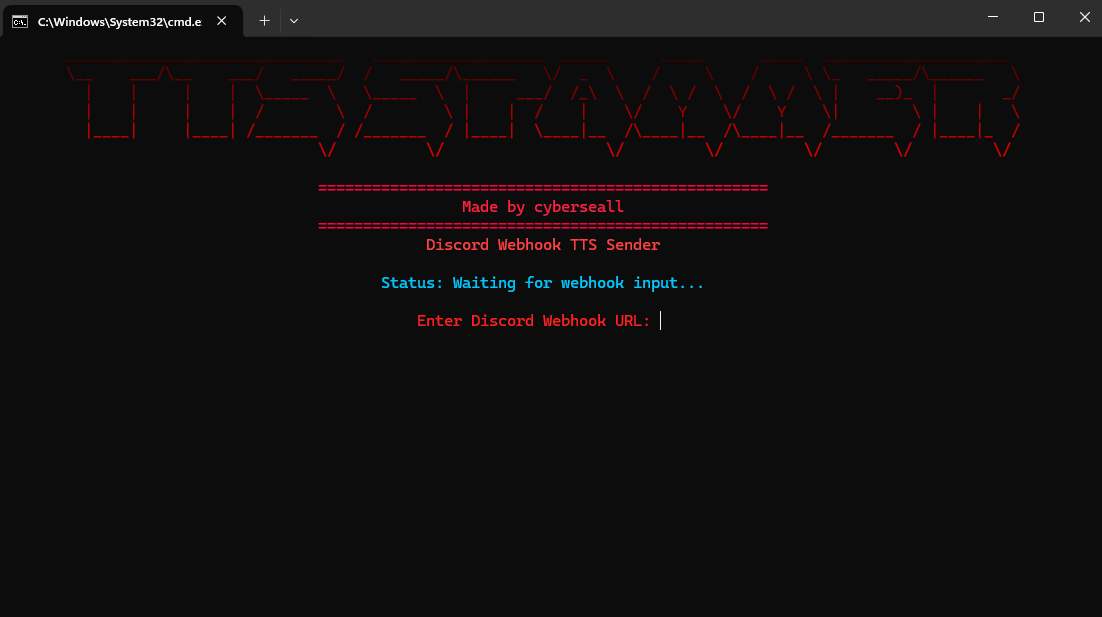 C:\Windows\System32\cmd.e
TTS SPAMMER
==================================================
Made by cyberseall
==================================================
Discord Webhook TTS Sender
Status: Waiting for webhook input...
Enter Discord Webhook URL: